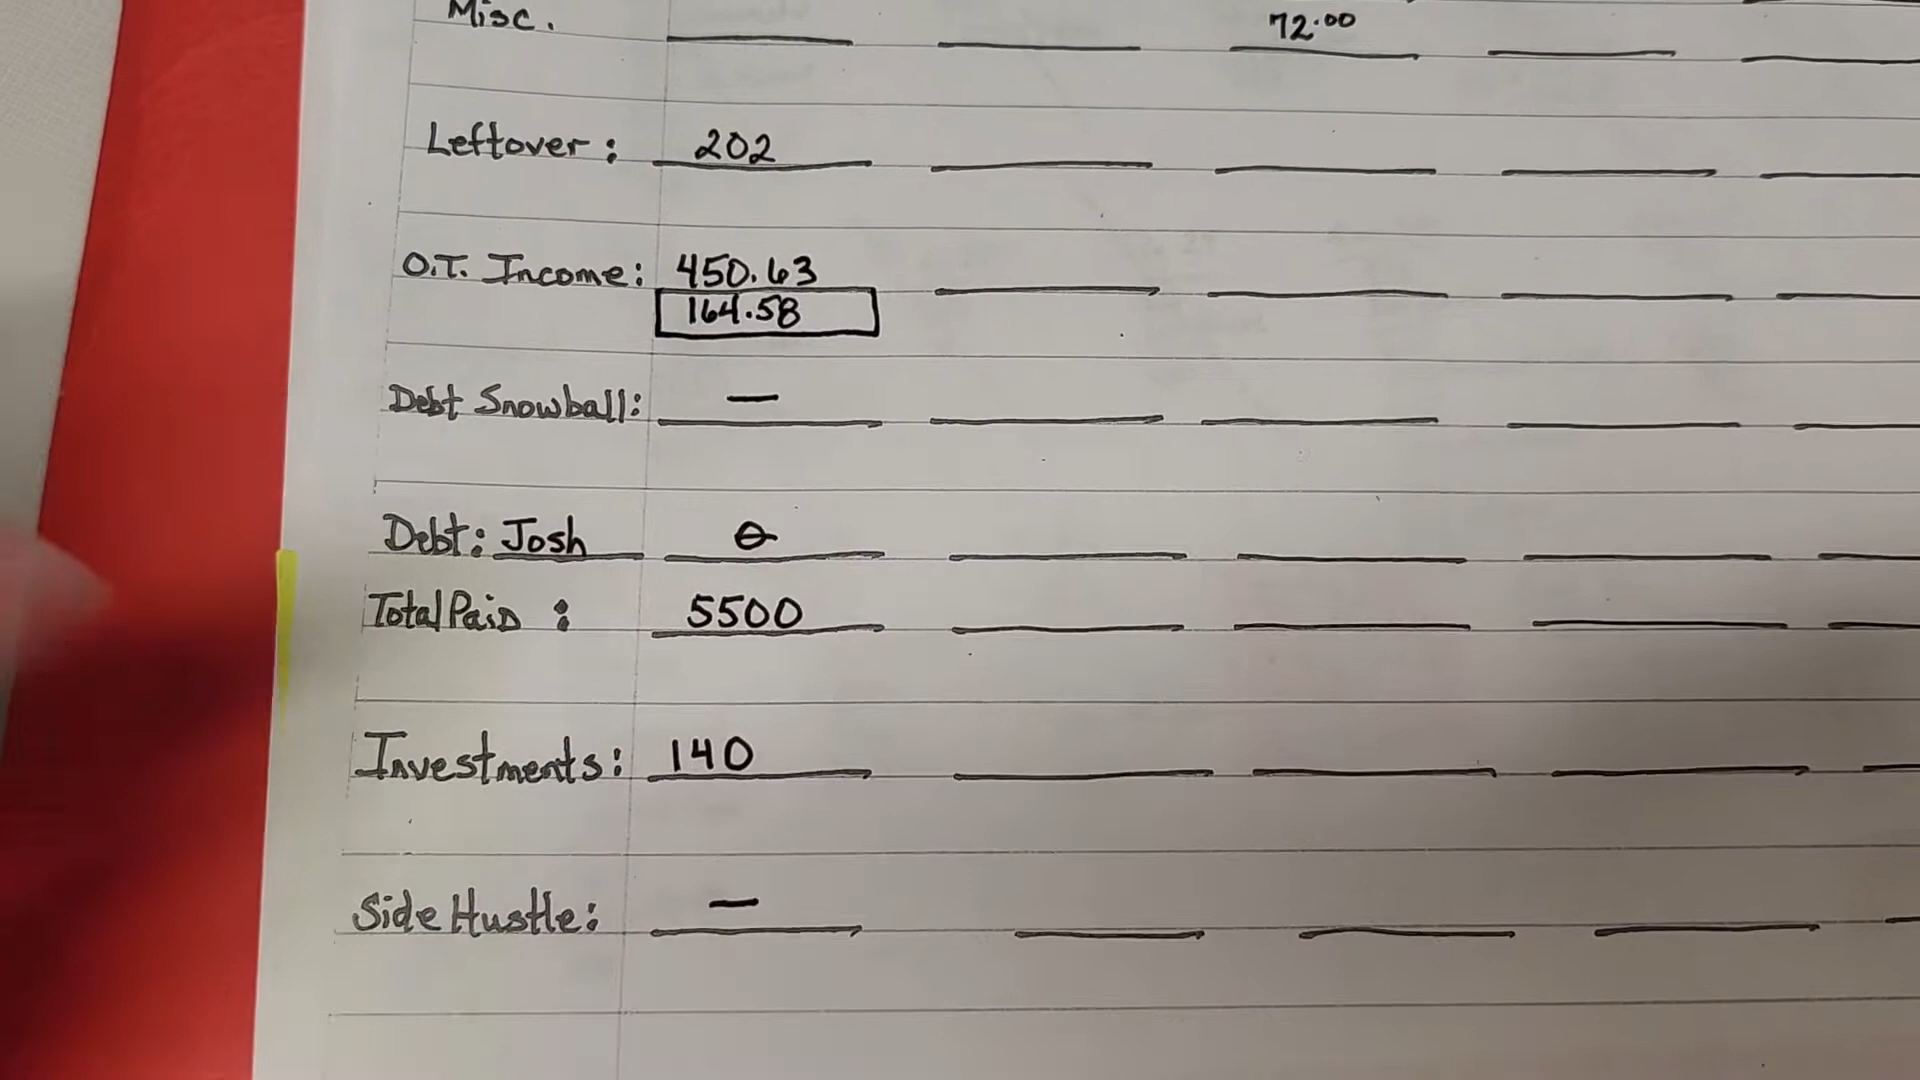 Misc. 72.00
Leftover: 202
O.T. Income: 450.63
164.58
Debt Snowball: —
Debt: Josh 0
Total Paid: 5500
Investments: 140
Side Hustle: —